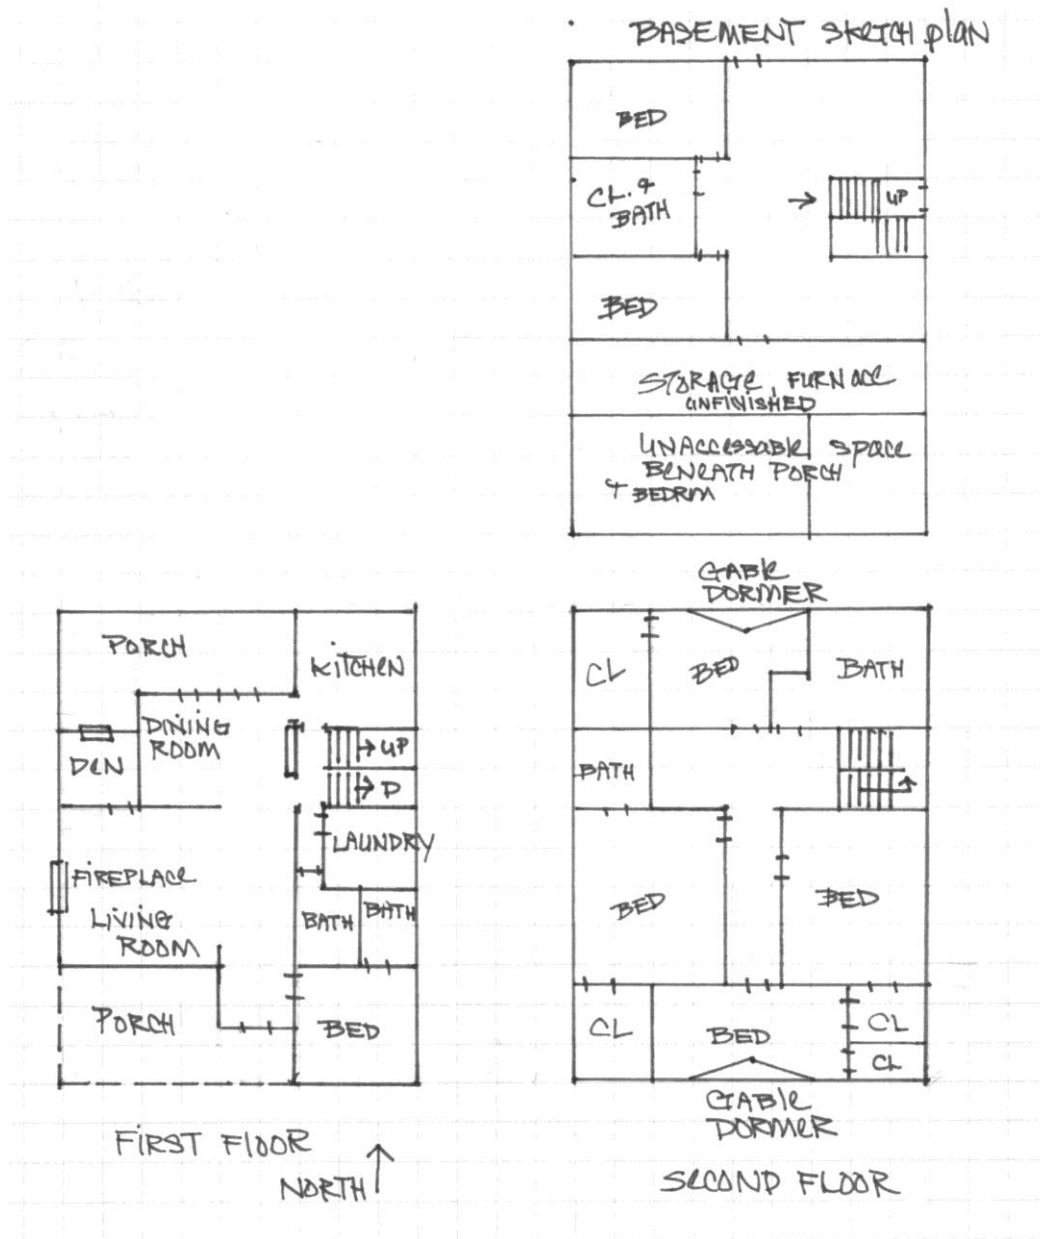 BASEMENT SKETCH PLAN
BED
CL. &
BATH
UP
BED
STORAGE, FURNACE
UNFINISHED
UNACCESSABLE SPACE
BENEATH PORCH
& BEDRM
GABLE
DORMER
PORCH
KITCHEN
DINING
ROOM
DEN
UP
D
LAUNDRY
FIREPLACE
LIVING
ROOM
BATH
BATH
PORCH
BED
FIRST FLOOR
NORTH
CL
BED
BATH
BATH
BED
BED
CL
BED
CL
CL
GABLE
DORMER
SECOND FLOOR